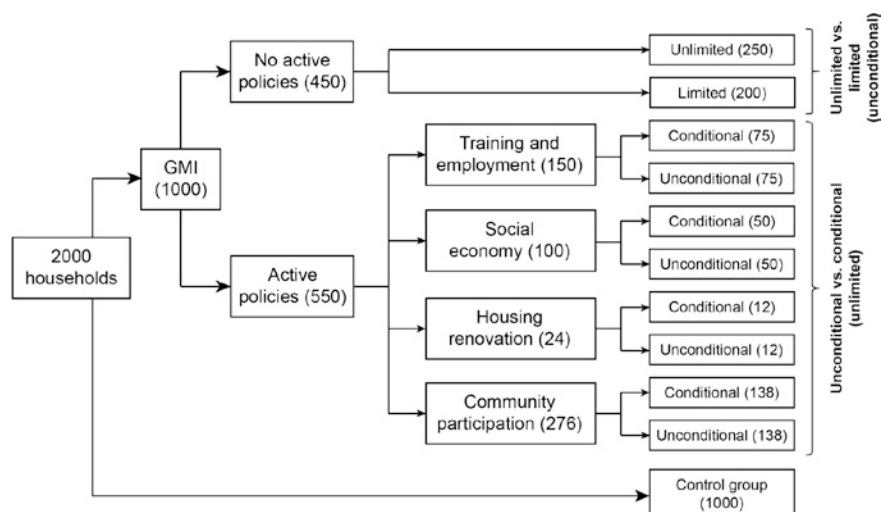 2000
households
GMI
(1000)
No active
policies (450)
Active
policies (550)
Training and
employment (150)
Social
economy (100)
Housing
renovation (24)
Community
participation (276)
Unlimited (250)
Limited (200)
Conditional (75)
Unconditional (75)
Conditional (50)
Unconditional (50)
Conditional (12)
Unconditional (12)
Conditional (138)
Unconditional (138)
Control group
(1000)
Unlimited vs.
limited
(unconditional)
Unconditional vs. conditional
(unlimited)